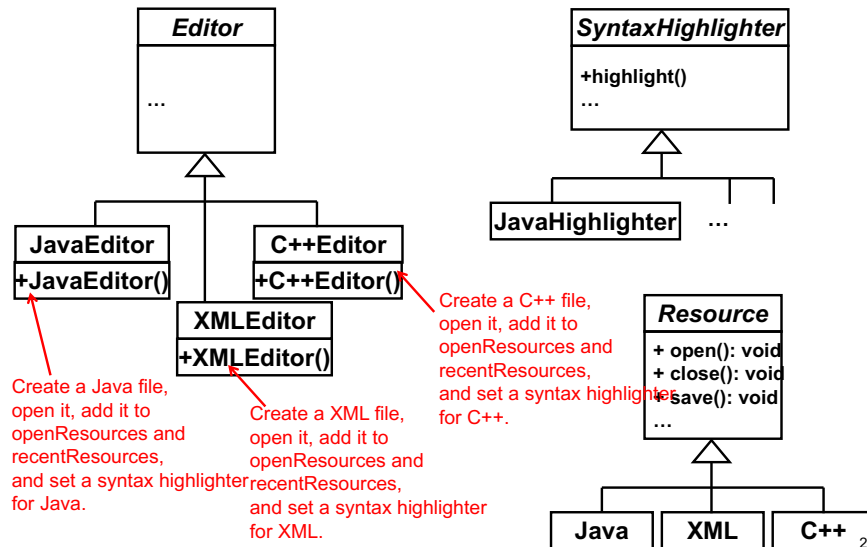 Editor
...
SyntaxHighlighter
+highlight()
...
JavaEditor
+JavaEditor()
C++Editor
+C++Editor()
XMLEditor
+XMLEditor()
JavaHighlighter
...
Create a Java file,
open it, add it to
openResources and
recentResources,
and set a syntax highlighter
for Java.
Create a XML file,
open it, add it to
openResources and
recentResources,
and set a syntax highlighter
for XML.
Create a C++ file,
open it, add it to
openResources and
recentResources,
and set a syntax highlighter
for C++.
Resource
+ open(): void
+ close(): void
+ save(): void
...
Java
XML
C++
2